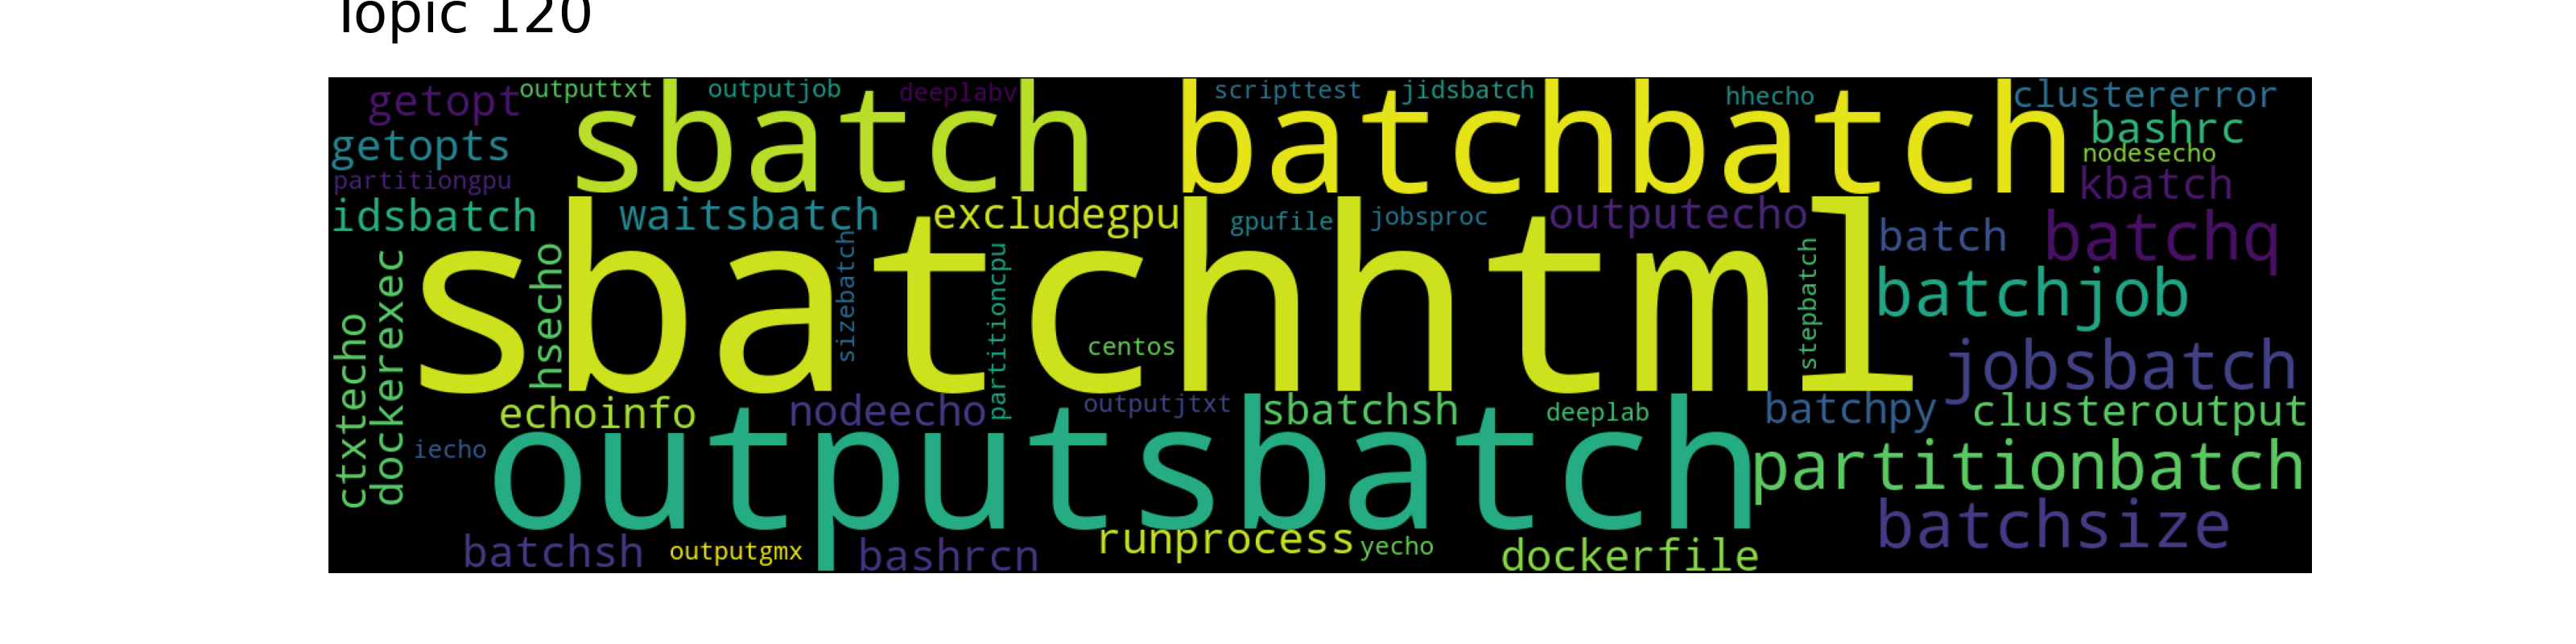 Topic 120
getopt outputtxt sbatch outputjob deeplabv batchbatch scripttest jidsbatch hhecho clustererror
getopts bashrc
partitiongpu nodesecho
kbatch
idsbatch waitsbatch excludegpu gpufile jobsproc outputecho batch batchq
sbatchhtml hsecho sizebatch partitioncpu centos stepbatch batchjob
ctxtecho dockerexec jobsbatch
echoinfo nodeecho outputjtxt sbatchsh deeplab batchpy clusteroutput
iecho outputsbatch partitionbatch
batchsize
batchsh outputgmx bashrcn runprocess yecho dockerfile